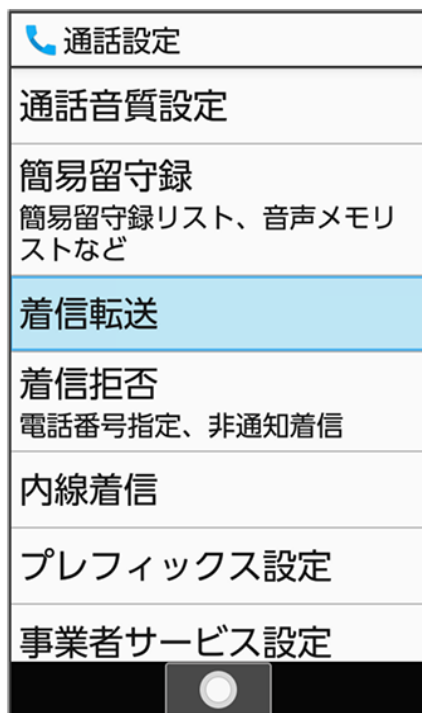 通話設定
通話音質設定
簡易留守録
簡易留守録リスト、音声メモリ
ストなど
着信転送
着信拒否
電話番号指定、非通知着信
内線着信
プレフィックス設定
事業者サービス設定